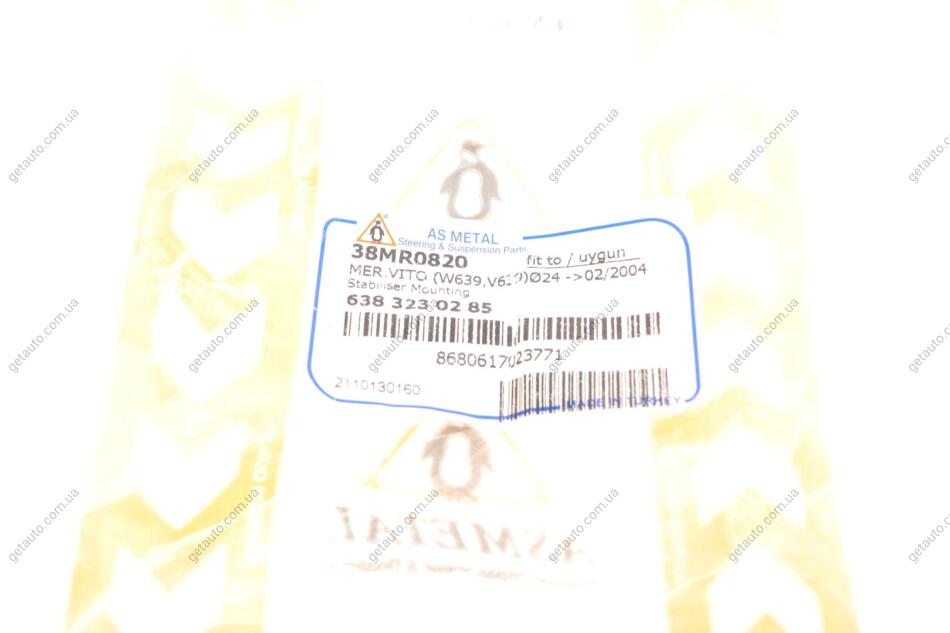 AS METAL
Steering & Suspension Parts
38MR0820
fit to / uygun
MER.VITO (W639,V639)Ø24 ->02/2004
Stabiliser Mounting
638 323 02 85
8680617023771
2110130160
MADE IN TURKEY
ASMETAL
getauto.com.ua